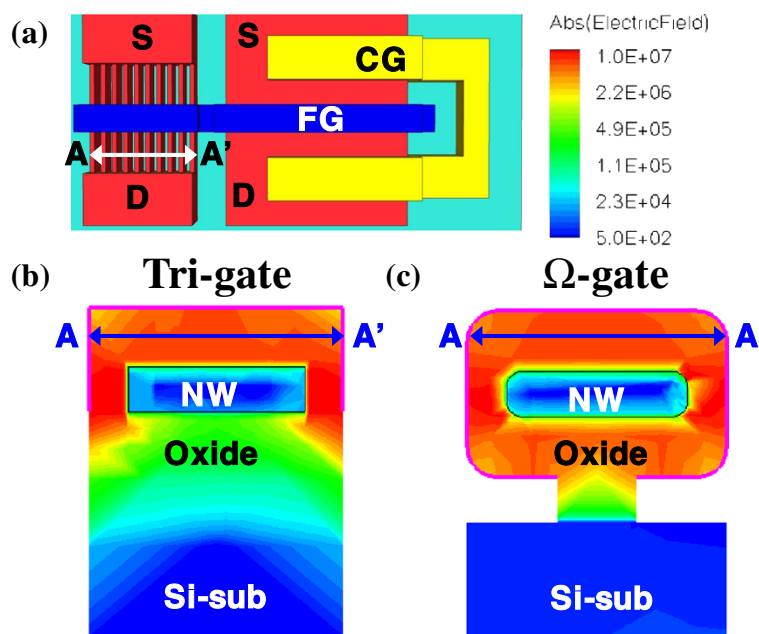 (a)
S
S
CG
FG
A
A'
D
D
Abs(ElectricField)
1.0E+07
2.2E+06
4.9E+05
1.1E+05
2.3E+04
5.0E+02
(b)
Tri-gate
A
A'
NW
Oxide
Si-sub
(c)
Ω-gate
A
A
NW
Oxide
Si-sub